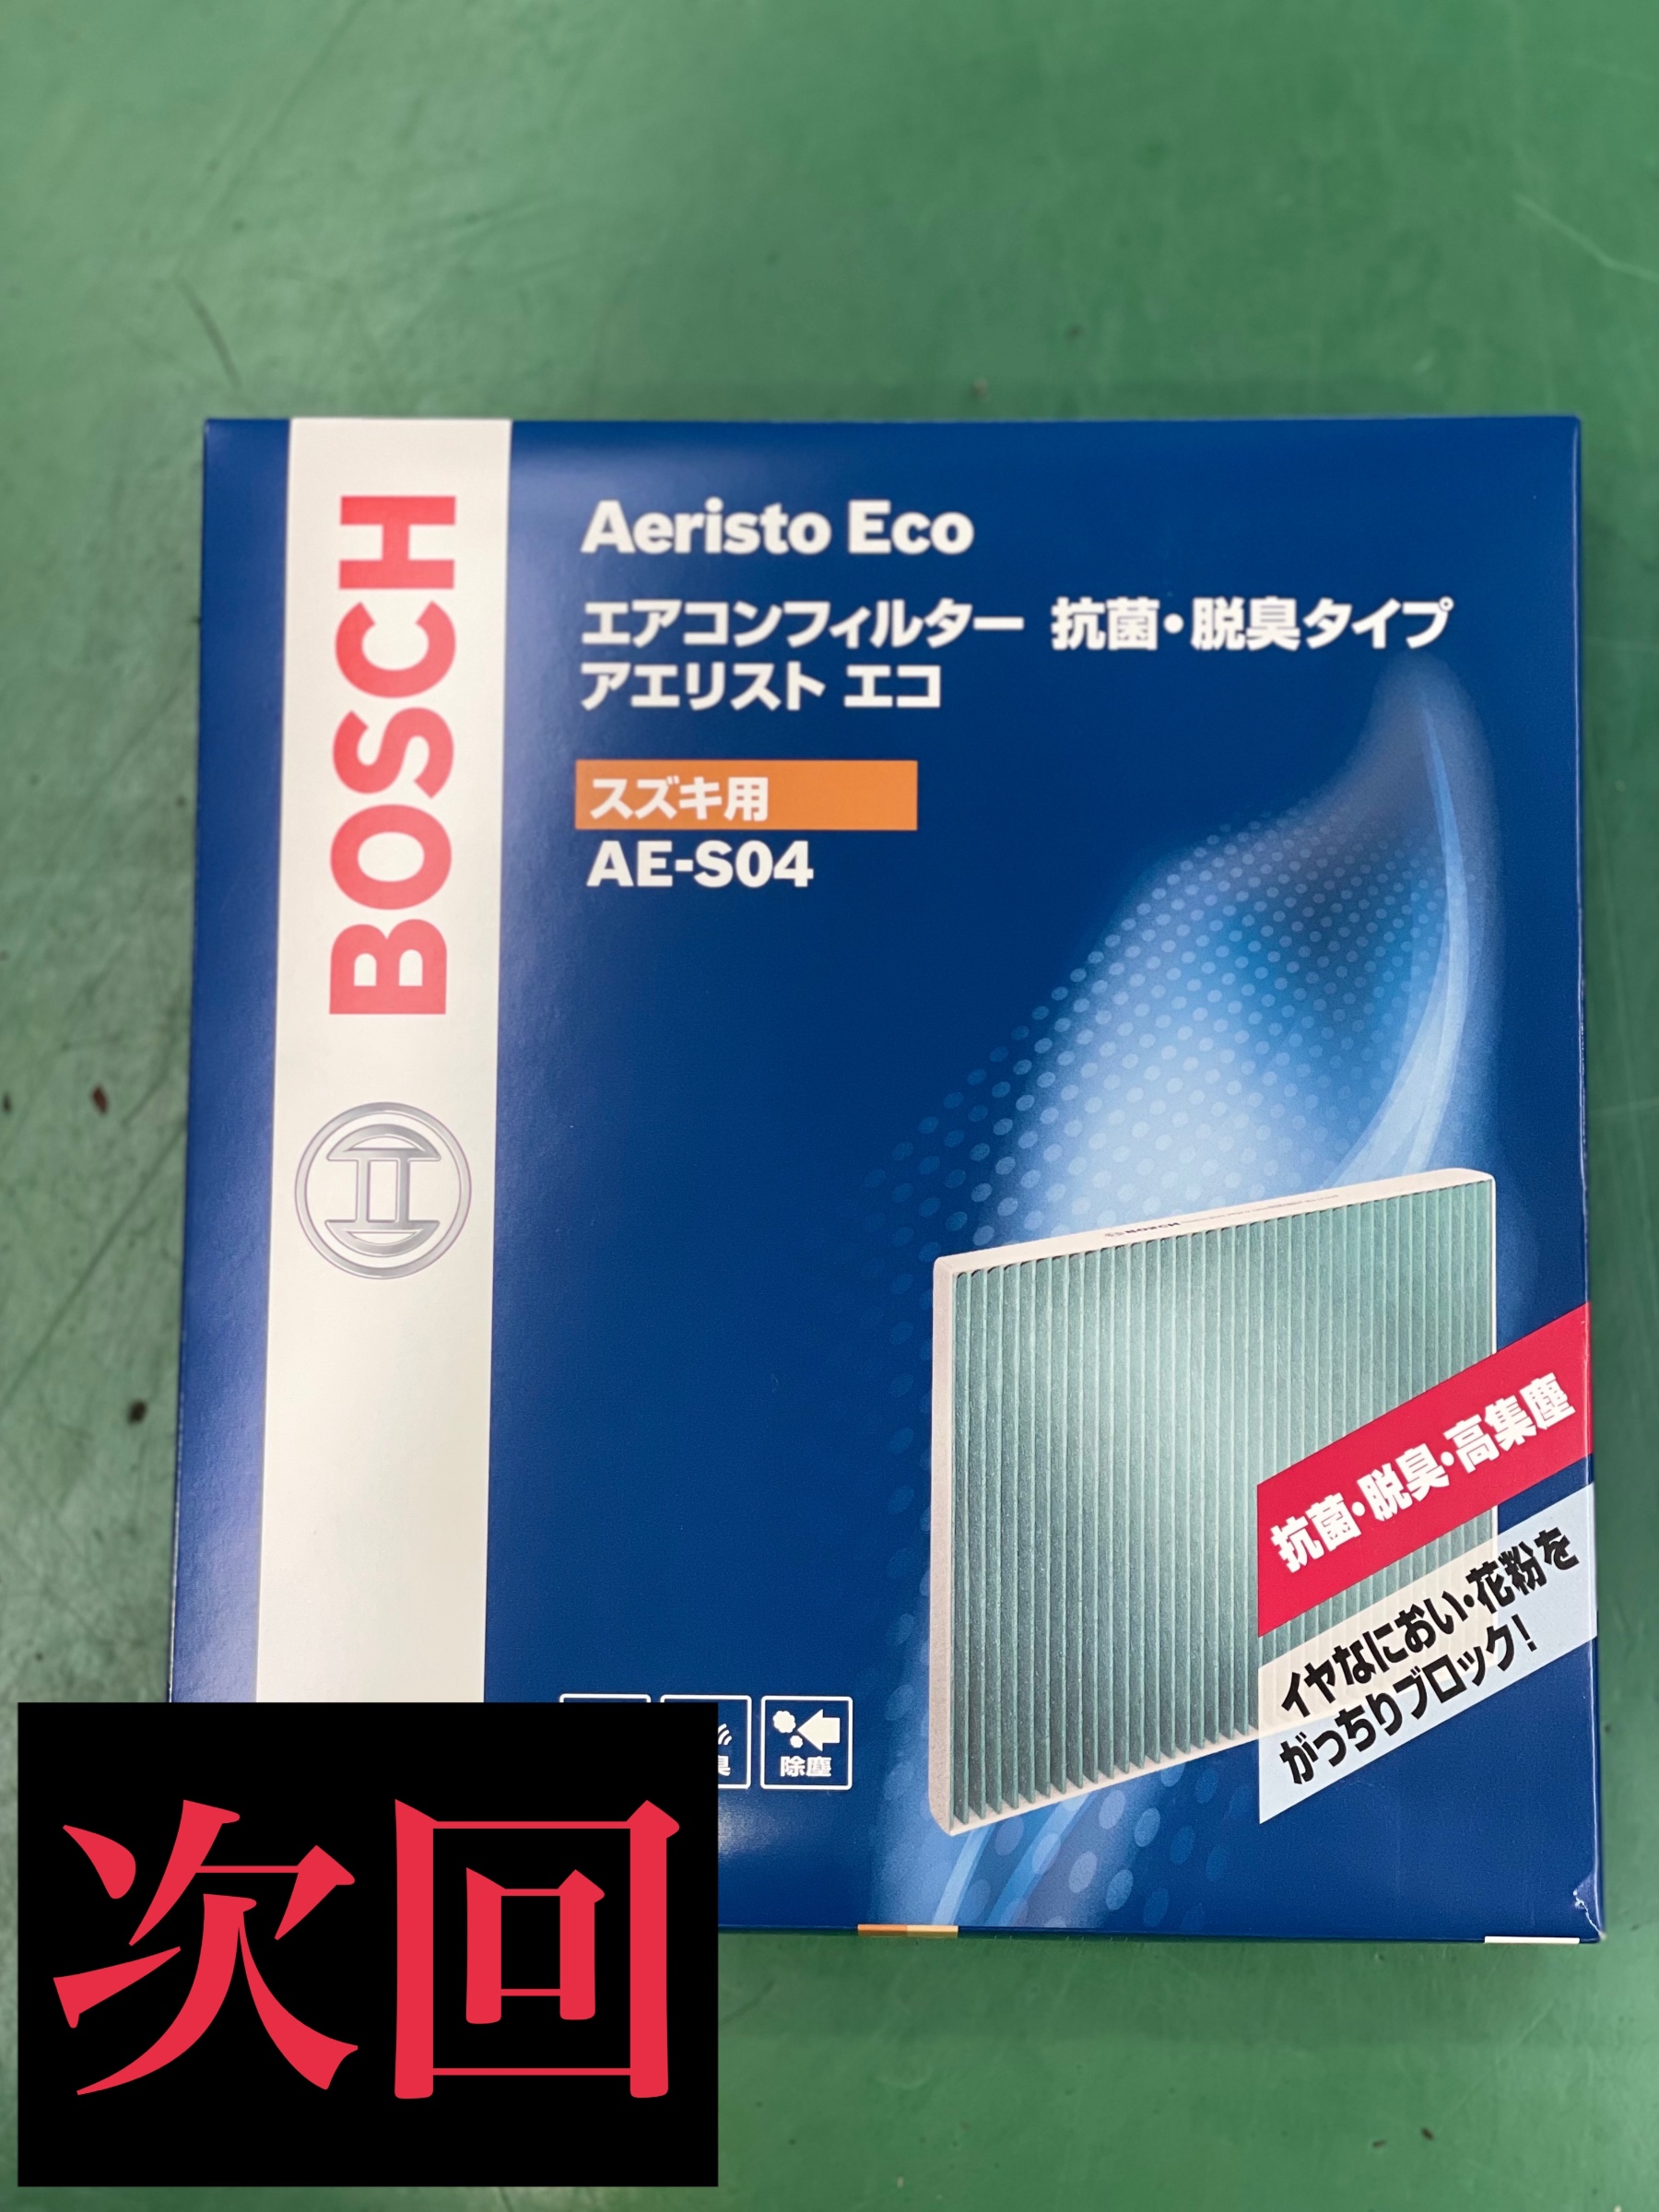 BOSCH
Aeristo Eco
エアコンフィルター 抗菌・脱臭タイプ
アエリスト エコ
スズキ用
AE-S04
BOSCH
抗菌・脱臭・高集塵
イヤなにおい・花粉を
がっちりブロック!
臭
除塵
次回